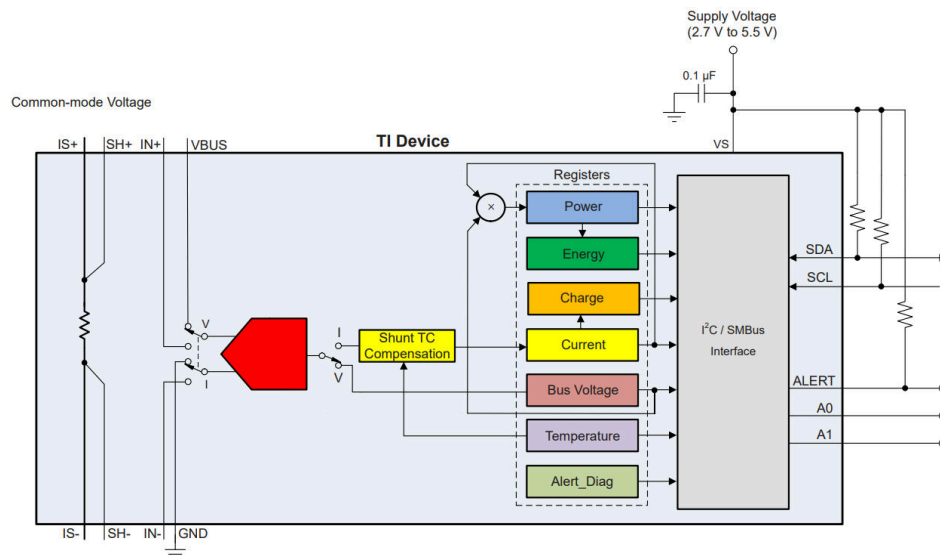 Supply Voltage
(2.7 V to 5.5 V)
0.1 µF
Common-mode Voltage
IS+
SH+
IN+
VBUS
TI Device
VS
Registers
×
Power
SDA
Energy
SCL
Charge
V
I
Shunt TC
Compensation
Current
I²C / SMBus
Interface
I
V
Bus Voltage
ALERT
A0
Temperature
A1
Alert_Diag
IS-
SH-
IN-
GND